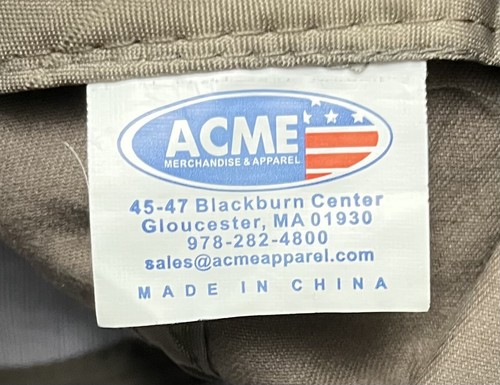 ACME
MERCHANDISE & APPAREL
45-47 Blackburn Center
Gloucester, MA 01930
978-282-4800
sales@acmeapparel.com
MADE IN CHINA